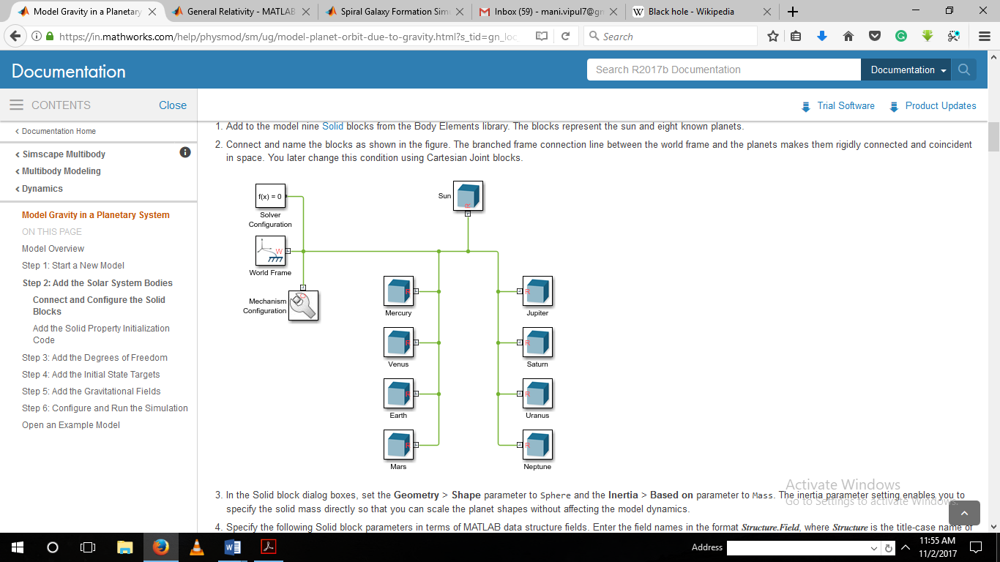 Model Gravity in a Planetary
General Relativity - MATLAB
Spiral Galaxy Formation Sim
Inbox (59) - mani.vipul7@gm
Black hole - Wikipedia
https://in.mathworks.com/help/physmod/sm/ug/model-planet-orbit-due-to-gravity.html?s_tid=gn_loc
Search
Documentation
Search R2017b Documentation
Documentation
CONTENTS
Close
Trial Software
Product Updates
< Documentation Home
< Simscape Multibody
< Multibody Modeling
< Dynamics
Model Gravity in a Planetary System
ON THIS PAGE
Model Overview
Step 1: Start a New Model
Step 2: Add the Solar System Bodies
Connect and Configure the Solid
Blocks
Add the Solid Property Initialization
Code
Step 3: Add the Degrees of Freedom
Step 4: Add the Initial State Targets
Step 5: Add the Gravitational Fields
Step 6: Configure and Run the Simulation
Open an Example Model
1. Add to the model nine Solid blocks from the Body Elements library. The blocks represent the sun and eight known planets.
2. Connect and name the blocks as shown in the figure. The branched frame connection line between the world frame and the planets makes them rigidly connected and coincident
in space. You later change this condition using Cartesian Joint blocks.
f(x) = 0
Solver
Configuration
W
World Frame
Mechanism
Configuration
Sun
R
R
Mercury
R
Venus
R
Earth
R
Mars
R
Jupiter
R
Saturn
R
Uranus
R
Neptune
3. In the Solid block dialog boxes, set the Geometry > Shape parameter to Sphere and the Inertia > Based on parameter to Mass. The inertia parameter setting enables you to
specify the solid mass directly so that you can scale the planet shapes without affecting the model dynamics.
4. Specify the following Solid block parameters in terms of MATLAB data structure fields. Enter the field names in the format Structure.Field, where Structure is the title-case name of
Activate Windows
Go to Settings to activate Windows.
Address
11:55 AM
11/2/2017